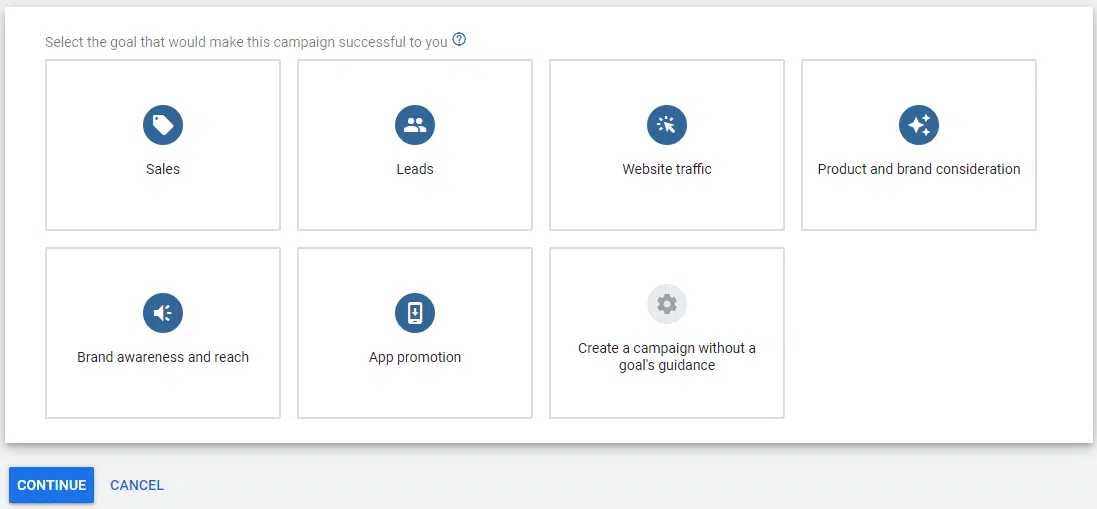 Select the goal that would make this campaign successful to you
Sales
Leads
Website traffic
Product and brand consideration
Brand awareness and reach
App promotion
Create a campaign without a
goal's guidance
CONTINUE
CANCEL